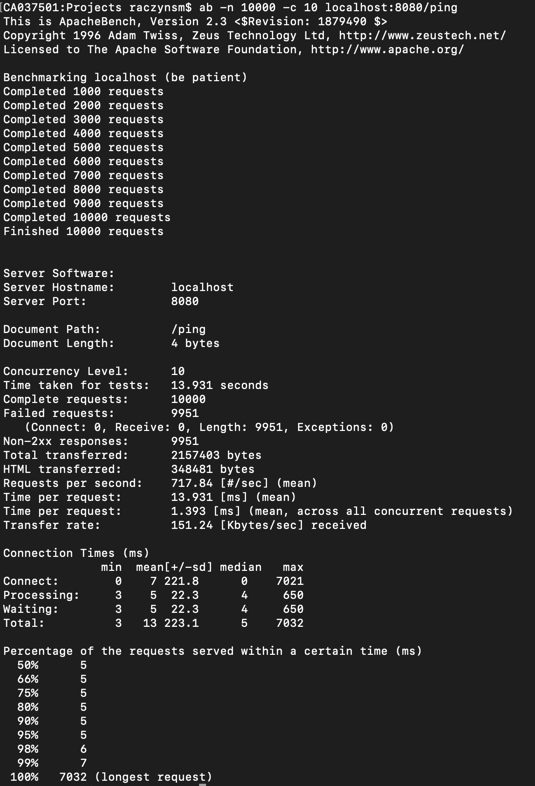 [CA037501:Projects raczynsm$ ab -n 10000 -c 10 localhost:8080/ping
This is ApacheBench, Version 2.3 <$Revision: 1879490 $>
Copyright 1996 Adam Twiss, Zeus Technology Ltd, http://www.zeustech.net/
Licensed to The Apache Software Foundation, http://www.apache.org/

Benchmarking localhost (be patient)
Completed 1000 requests
Completed 2000 requests
Completed 3000 requests
Completed 4000 requests
Completed 5000 requests
Completed 6000 requests
Completed 7000 requests
Completed 8000 requests
Completed 9000 requests
Completed 10000 requests
Finished 10000 requests

Server Software:
Server Hostname:        localhost
Server Port:            8080

Document Path:          /ping
Document Length:        4 bytes

Concurrency Level:      10
Time taken for tests:   13.931 seconds
Complete requests:      10000
Failed requests:        9951
   (Connect: 0, Receive: 0, Length: 9951, Exceptions: 0)
Non-2xx responses:      9951
Total transferred:      2157403 bytes
HTML transferred:       348481 bytes
Requests per second:    717.84 [#/sec] (mean)
Time per request:       13.931 [ms] (mean)
Time per request:       1.393 [ms] (mean, across all concurrent requests)
Transfer rate:          151.24 [Kbytes/sec] received

Connection Times (ms)
              min  mean[+/-sd] median   max
Connect:        0    7 221.8      0    7021
Processing:     3    5  22.3      4     650
Waiting:        3    5  22.3      4     650
Total:          3   13 223.1      5    7032

Percentage of the requests served within a certain time (ms)
  50%      5
  66%      5
  75%      5
  80%      5
  90%      5
  95%      5
  98%      6
  99%      7
 100%   7032 (longest request)